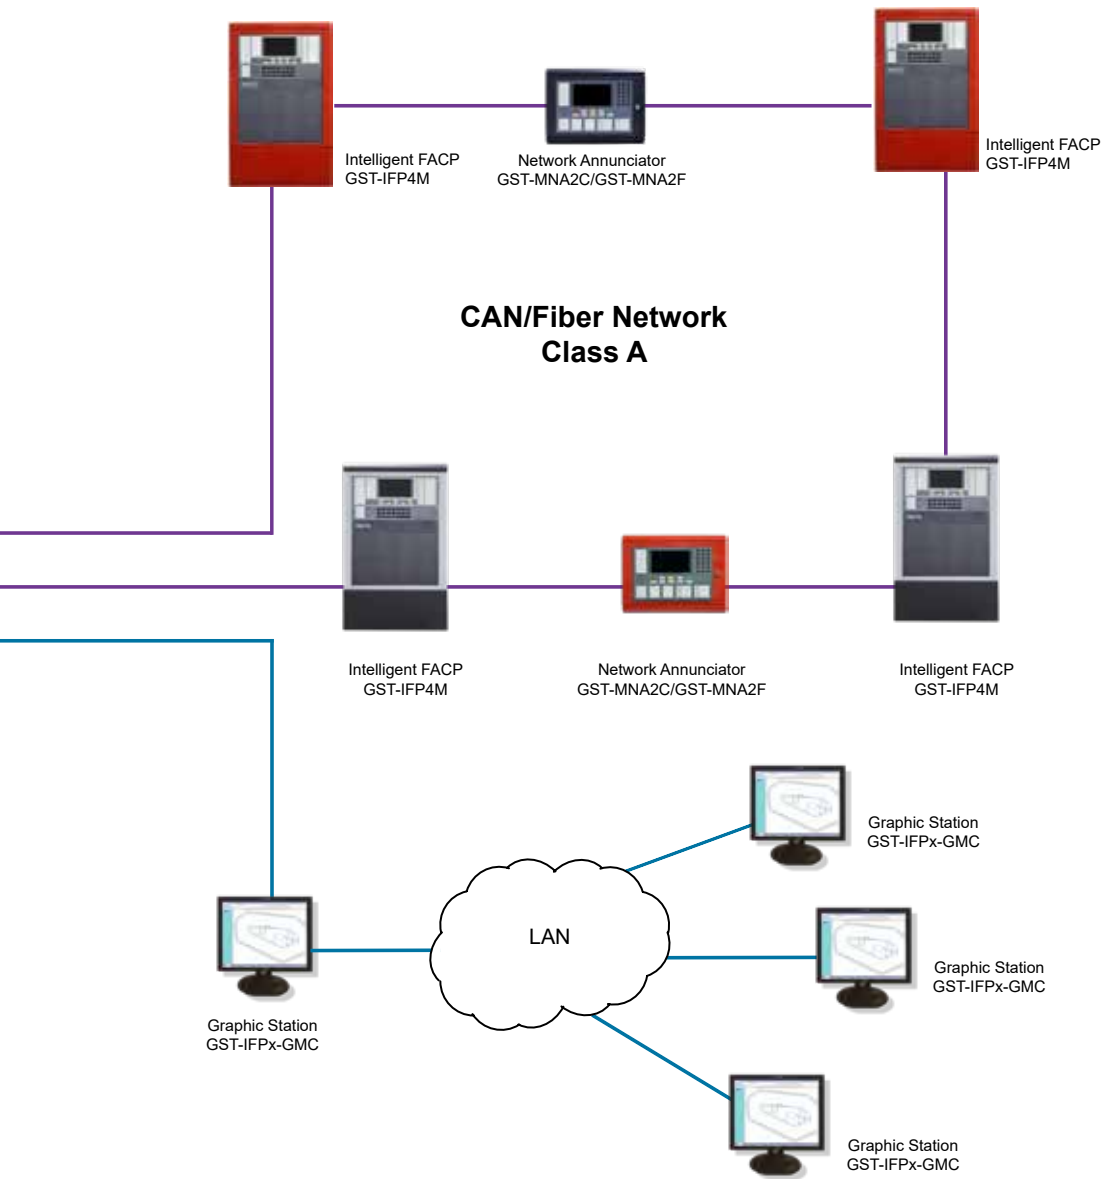 Intelligent FACP
GST-IFP4M
Network Annunciator
GST-MNA2C/GST-MNA2F
Intelligent FACP
GST-IFP4M
CAN/Fiber Network
Class A
Intelligent FACP
GST-IFP4M
Network Annunciator
GST-MNA2C/GST-MNA2F
Intelligent FACP
GST-IFP4M
Graphic Station
GST-IFPx-GMC
LAN
Graphic Station
GST-IFPx-GMC
Graphic Station
GST-IFPx-GMC
Graphic Station
GST-IFPx-GMC